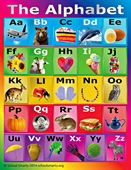 The Alphabet
Aa Bb Cc Dd Ee
Ff Gg Hh Ii Jj
Kk Ll Mm Nn Oo
Pp Qq Rr Ss Tt
Uu Vv Ww Xx Yy Zz